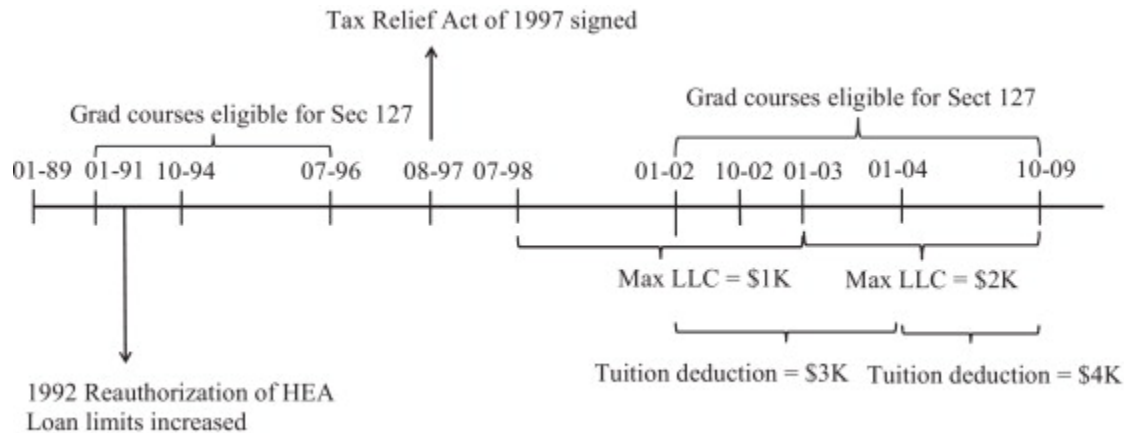 Tax Relief Act of 1997 signed
Grad courses eligible for Sec 127
Grad courses eligible for Sect 127
01-89 01-91 10-94 07-96 08-97 07-98 01-02 10-02 01-03 01-04 10-09
Max LLC = $1K Max LLC = $2K
Tuition deduction = $3K Tuition deduction = $4K
1992 Reauthorization of HEA
Loan limits increased